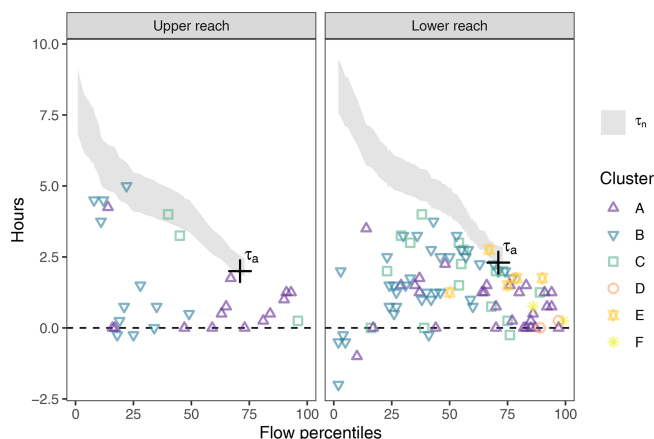 Upper reach
Lower reach
10.0
7.5
5.0
2.5
0.0
−2.5
Hours
τa
τa
0
25
50
75
100
0
25
50
75
100
Flow percentiles
τn
Cluster
A
B
C
D
E
F